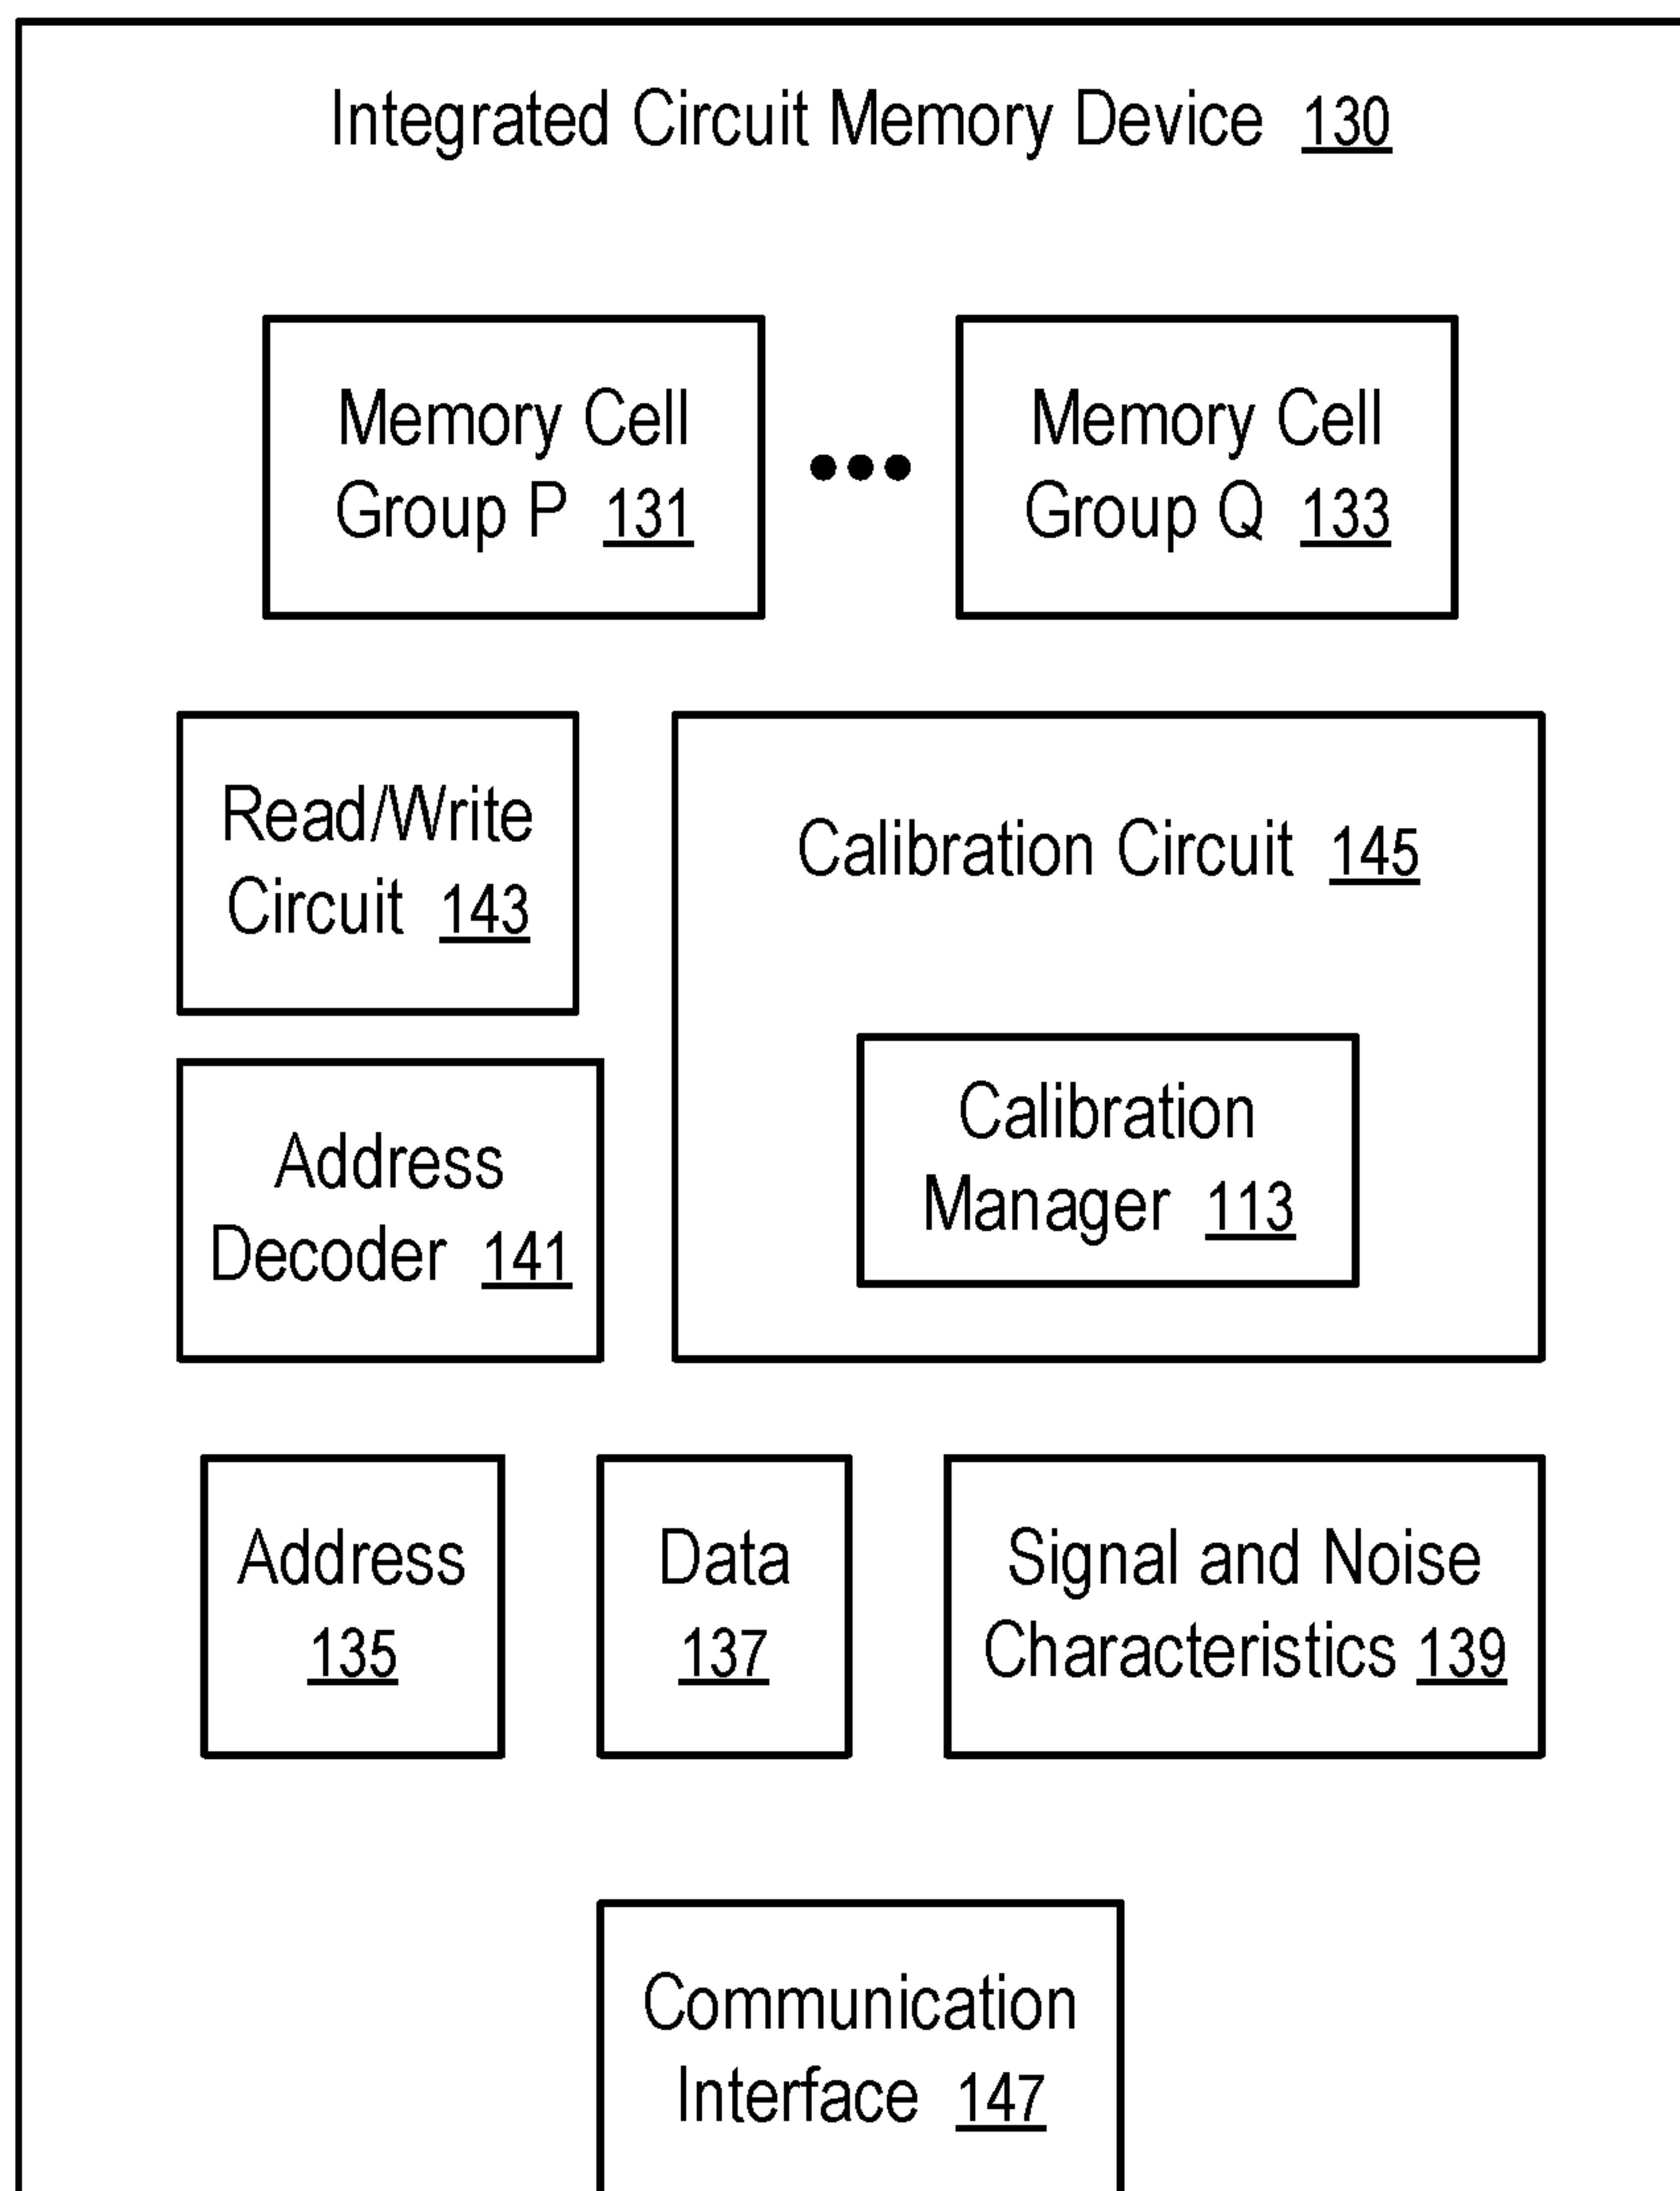 Integrated Circuit Memory Device 130
Memory Cell
Group P 131
Memory Cell
Group Q 133
Read/Write
Circuit 143
Calibration Circuit 145
Calibration
Manager 113
Address
Decoder 141
Address
135
Data
137
Signal and Noise
Characteristics 139
Communication
Interface 147